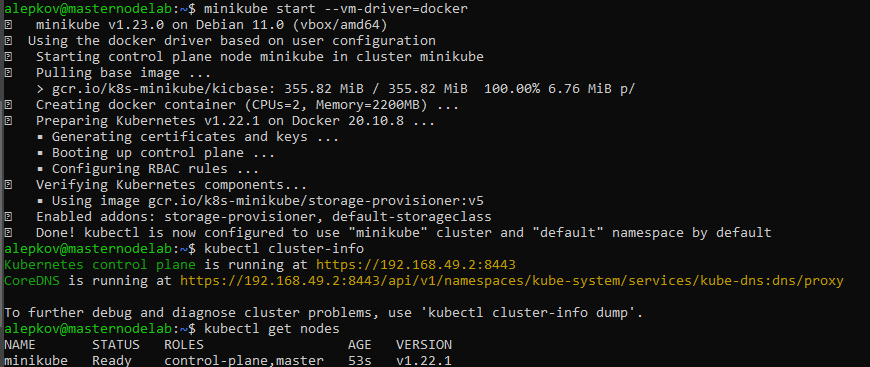 alepkov@masternodelab:~$ minikube start --vm-driver=docker
minikube v1.23.0 on Debian 11.0 (vbox/amd64)
Using the docker driver based on user configuration
Starting control plane node minikube in cluster minikube
Pulling base image ...
> gcr.io/k8s-minikube/kicbase: 355.82 MiB / 355.82 MiB  100.00% 6.76 MiB p/
Creating docker container (CPUs=2, Memory=2200MB) ...
Preparing Kubernetes v1.22.1 on Docker 20.10.8 ...
▪ Generating certificates and keys ...
▪ Booting up control plane ...
▪ Configuring RBAC rules ...
Verifying Kubernetes components...
▪ Using image gcr.io/k8s-minikube/storage-provisioner:v5
Enabled addons: storage-provisioner, default-storageclass
Done! kubectl is now configured to use "minikube" cluster and "default" namespace by default
alepkov@masternodelab:~$ kubectl cluster-info
Kubernetes control plane is running at https://192.168.49.2:8443
CoreDNS is running at https://192.168.49.2:8443/api/v1/namespaces/kube-system/services/kube-dns:dns/proxy
To further debug and diagnose cluster problems, use 'kubectl cluster-info dump'.
alepkov@masternodelab:~$ kubectl get nodes
NAME       STATUS   ROLES                  AGE   VERSION
minikube   Ready    control-plane,master   53s   v1.22.1